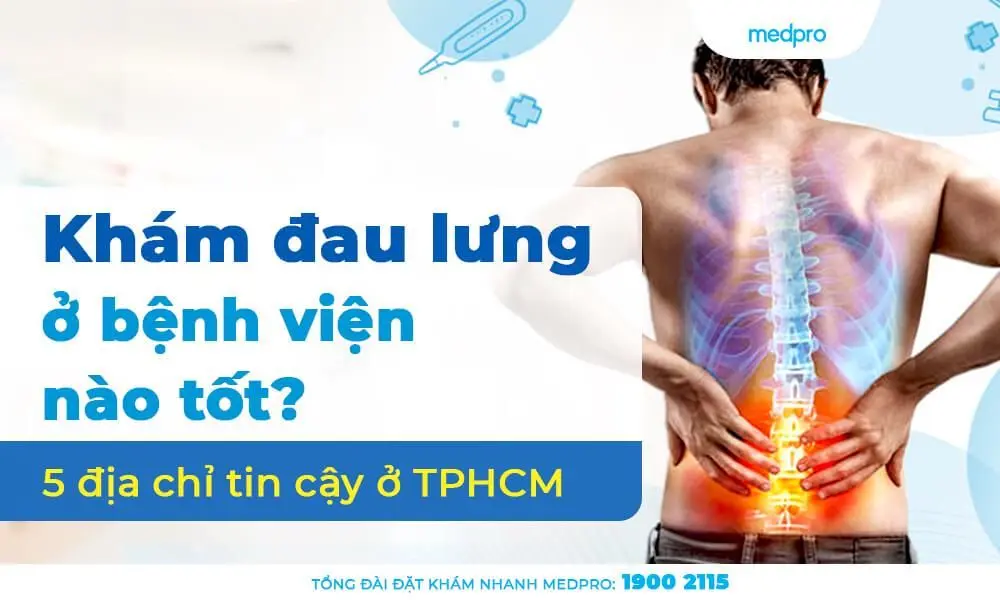 medpro
Khám đau lưng
ở bệnh viện
nào tốt?
5 địa chỉ tin cậy ở TPHCM
TỔNG ĐÀI ĐẶT KHÁM NHANH MEDPRO: 1900 2115